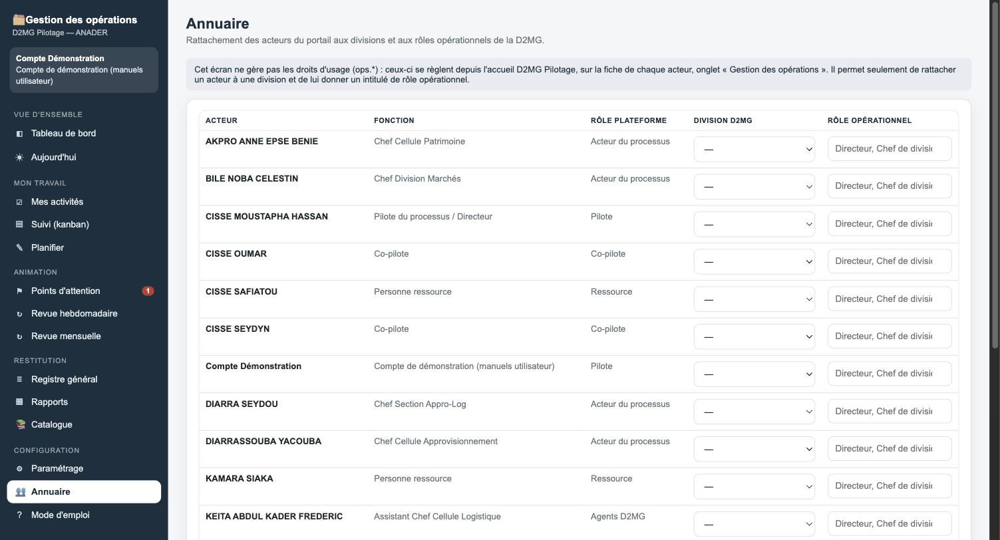 Gestion des opérations
D2MG Pilotage — ANADER
Compte Démonstration
Compte de démonstration (manuels
utilisateur)
VUE D'ENSEMBLE
Tableau de bord
Aujourd'hui
MON TRAVAIL
Mes activités
Suivi (kanban)
Planifier
ANIMATION
Points d'attention 1
Revue hebdomadaire
Revue mensuelle
RESTITUTION
Registre général
Rapports
Catalogue
CONFIGURATION
Paramétrage
Annuaire
? Mode d'emploi
Annuaire
Rattachement des acteurs du portail aux divisions et aux rôles opérationnels de la D2MG.
Cet écran ne gère pas les droits d'usage (ops.*) : ceux-ci se règlent depuis l'accueil D2MG Pilotage, sur la fiche de chaque acteur, onglet « Gestion des opérations ». Il permet seulement de rattacher
un acteur à une division et de lui donner un intitulé de rôle opérationnel.
ACTEUR FONCTION RÔLE PLATEFORME DIVISION D2MG RÔLE OPÉRATIONNEL
AKPRO ANNE EPSE BENIE Chef Cellule Patrimoine Acteur du processus — Directeur, Chef de divisi
BILE NOBA CELESTIN Chef Division Marchés Acteur du processus — Directeur, Chef de divisi
CISSE MOUSTAPHA HASSAN Pilote du processus / Directeur Pilote — Directeur, Chef de divisi
CISSE OUMAR Co-pilote Co-pilote — Directeur, Chef de divisi
CISSE SAFIATOU Personne ressource Ressource — Directeur, Chef de divisi
CISSE SEYDYN Co-pilote Co-pilote — Directeur, Chef de divisi
Compte Démonstration Compte de démonstration (manuels utilisateur) Pilote — Directeur, Chef de divisi
DIARRA SEYDOU Chef Section Appro-Log Acteur du processus — Directeur, Chef de divisi
DIARRASSOUBA YACOUBA Chef Cellule Approvisionnement Acteur du processus — Directeur, Chef de divisi
KAMARA SIAKA Personne ressource Ressource — Directeur, Chef de divisi
KEITA ABDUL KADER FREDERIC Assistant Chef Cellule Logistique Agents D2MG — Directeur, Chef de divisi